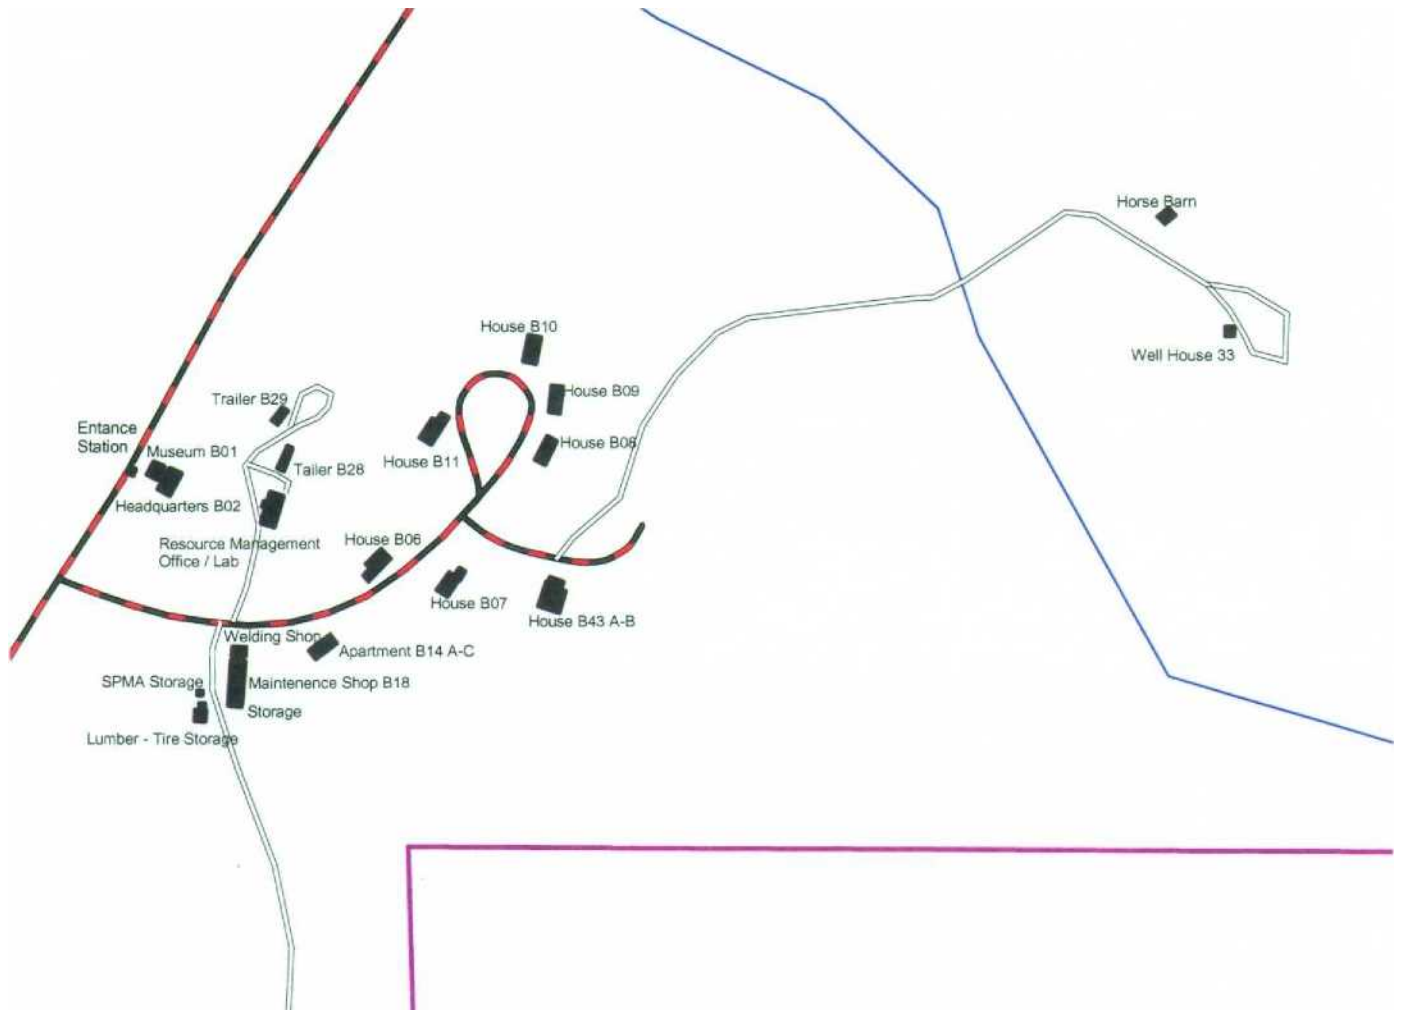 Horse Barn
House B10
Well House 33
House B09
Trailer B29
Entance
Station
House B08
Museum B01
House B11
Tailer B28
Headquarters B02
House B06
Resource Management
Office / Lab
House B07
House B43 A-B
Welding Shop
Apartment B14 A-C
SPMA Storage
Maintenence Shop B18
Storage
Lumber - Tire Storage